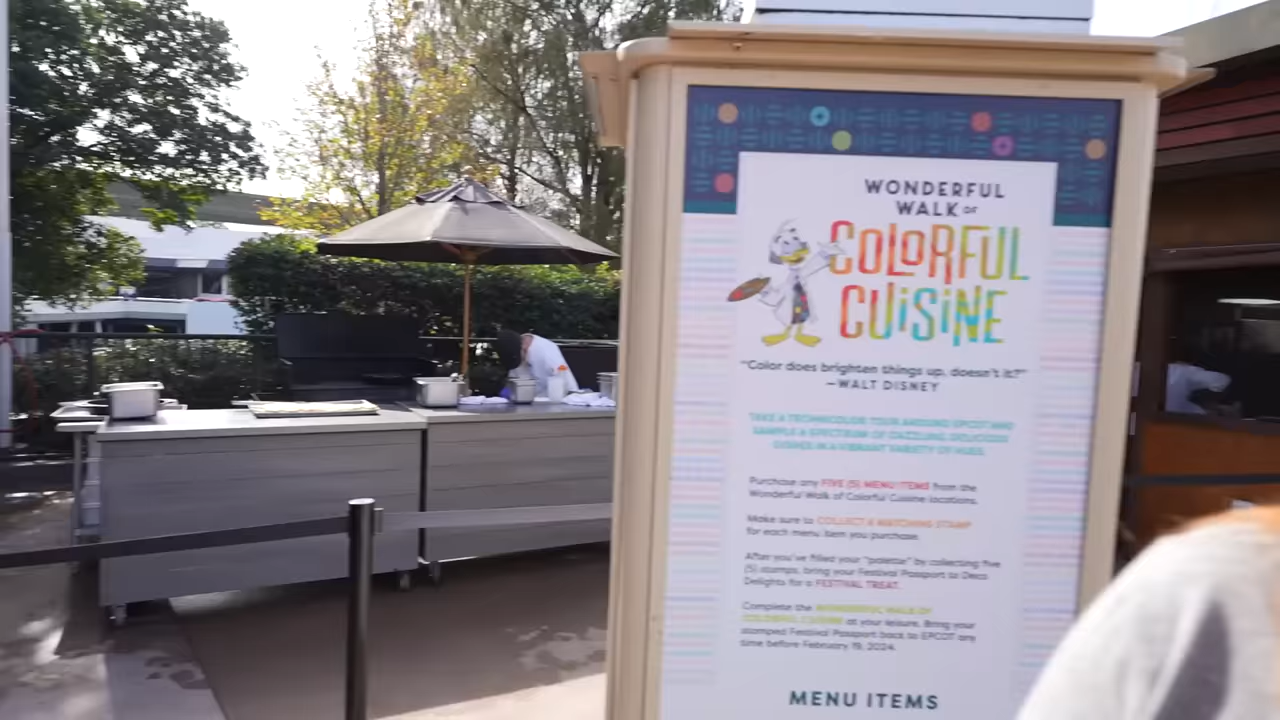 WONDERFUL
WALK OF
COLORFUL
CUISINE
"Color does brighten things up, doesn't it?"
—WALT DISNEY
TAKE A TECHNICOLOR TOUR AROUND EPCOT AND
SAMPLE A SPECTRUM OF DAZZLING DELICIOUS
DISHES IN A VIBRANT VARIETY OF HUES.
Purchase any FIVE (5) MENU ITEMS from the
Wonderful Walk of Colorful Cuisine locations.
Make sure to COLLECT A MATCHING STAMP
for each menu item you purchase.
After you've filled your "palette" by collecting five
(5) stamps, bring your Festival Passport to Deco
Delights for a FESTIVAL TREAT.
Complete the WONDERFUL WALK OF
COLORFUL CUISINE at your leisure. Bring your
stamped Festival Passport back to EPCOT any
time before February 19, 2024.
MENU ITEMS